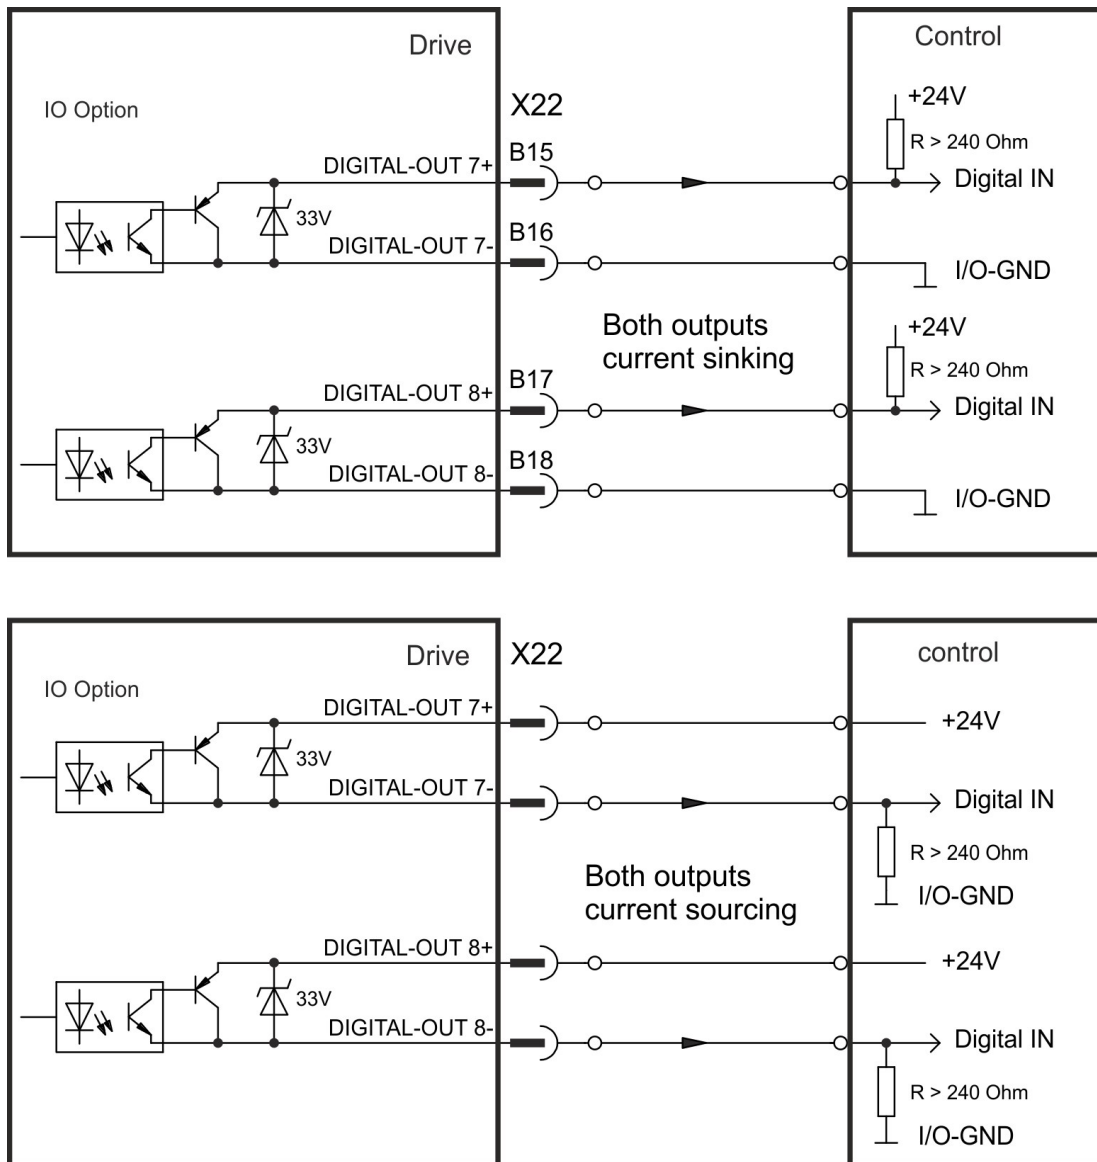 Drive
Control
IO Option
X22
+24V
R > 240 Ohm
DIGITAL-OUT 7+
B15
Digital IN
33V
DIGITAL-OUT 7-
B16
I/O-GND
Both outputs
current sinking
+24V
R > 240 Ohm
DIGITAL-OUT 8+
B17
Digital IN
33V
DIGITAL-OUT 8-
B18
I/O-GND
Drive
X22
control
IO Option
DIGITAL-OUT 7+
+24V
33V
DIGITAL-OUT 7-
Digital IN
R > 240 Ohm
I/O-GND
Both outputs
current sourcing
DIGITAL-OUT 8+
+24V
33V
DIGITAL-OUT 8-
Digital IN
R > 240 Ohm
I/O-GND